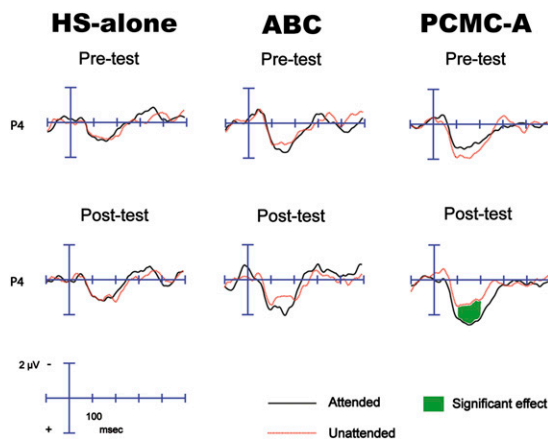 HS-alone ABC PCMC-A
Pre-test Pre-test Pre-test
P4
Post-test Post-test Post-test
P4
2 µV -
+
100
msec
Attended
Unattended
Significant effect